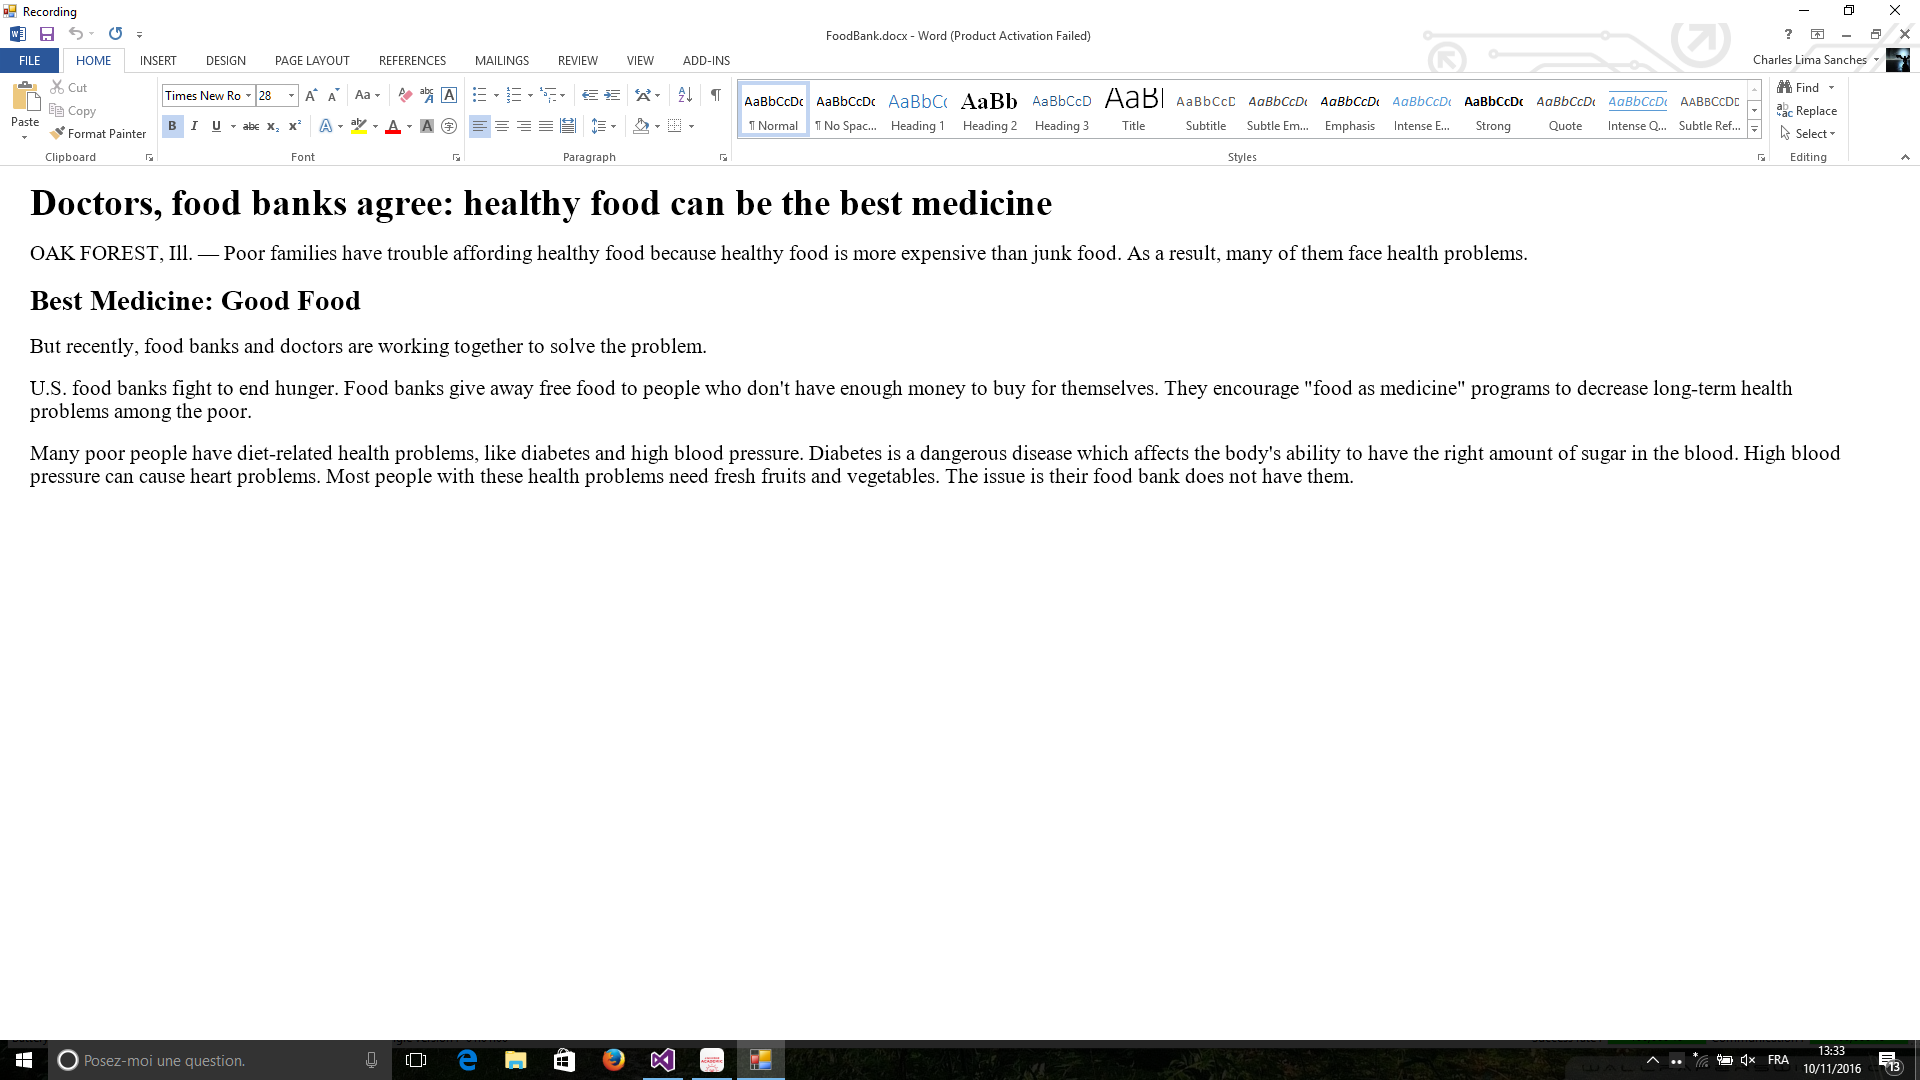 Recording
FoodBank.docx - Word (Product Activation Failed)
FILE HOME INSERT DESIGN PAGE LAYOUT REFERENCES MAILINGS REVIEW VIEW ADD-INS Charles Lima Sanches
Paste
Cut
Copy
Format Painter
Clipboard
Times New Ro 28
Font
Paragraph
AaBbCcDc AaBbCcDc AaBbCc AaBb AaBbCcD AaBl AaBbCcD AaBbCcDc AaBbCcDc AaBbCcDc AaBbCcDc AaBbCcDc AaBbCcDc AaBbCcDc
¶ Normal ¶ No Spac... Heading 1 Heading 2 Heading 3 Title Subtitle Subtle Em... Emphasis Intense E... Strong Quote Intense Q... Subtle Ref...
Styles
Find
Replace
Select
Editing
Doctors, food banks agree: healthy food can be the best medicine
OAK FOREST, Ill. — Poor families have trouble affording healthy food because healthy food is more expensive than junk food. As a result, many of them face health problems.
Best Medicine: Good Food
But recently, food banks and doctors are working together to solve the problem.
U.S. food banks fight to end hunger. Food banks give away free food to people who don't have enough money to buy for themselves. They encourage "food as medicine" programs to decrease long-term health
problems among the poor.
Many poor people have diet-related health problems, like diabetes and high blood pressure. Diabetes is a dangerous disease which affects the body's ability to have the right amount of sugar in the blood. High blood
pressure can cause heart problems. Most people with these health problems need fresh fruits and vegetables. The issue is their food bank does not have them.
Posez-moi une question.
FRA
13:33
10/11/2016
13